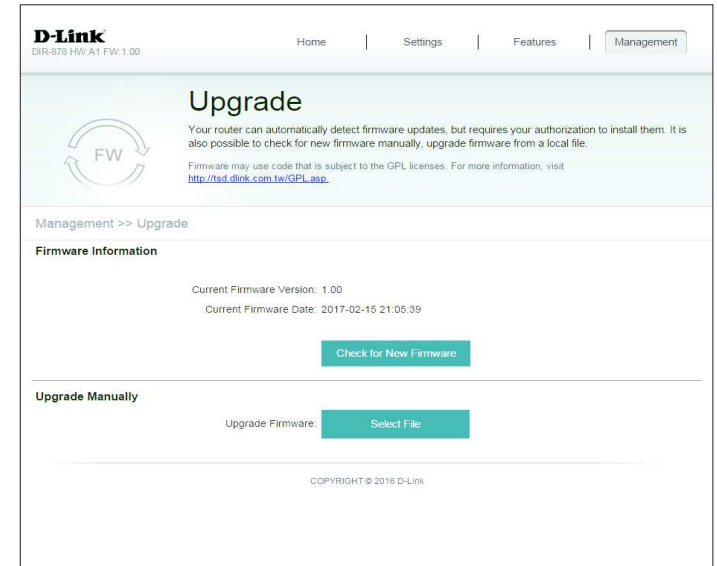 D-Link
DIR-878 HW:A1 FW:1.00
Home | Settings | Features | Management
Upgrade
Your router can automatically detect firmware updates, but requires your authorization to install them. It is
also possible to check for new firmware manually, upgrade firmware from a local file.
Firmware may use code that is subject to the GPL licenses. For more information, visit
http://tsd.dlink.com.tw/GPL.asp.
FW
Management >> Upgrade
Firmware Information
Current Firmware Version: 1.00
Current Firmware Date: 2017-02-15 21:05:39
Check for New Firmware
Upgrade Manually
Upgrade Firmware: Select File
COPYRIGHT © 2016 D-Link